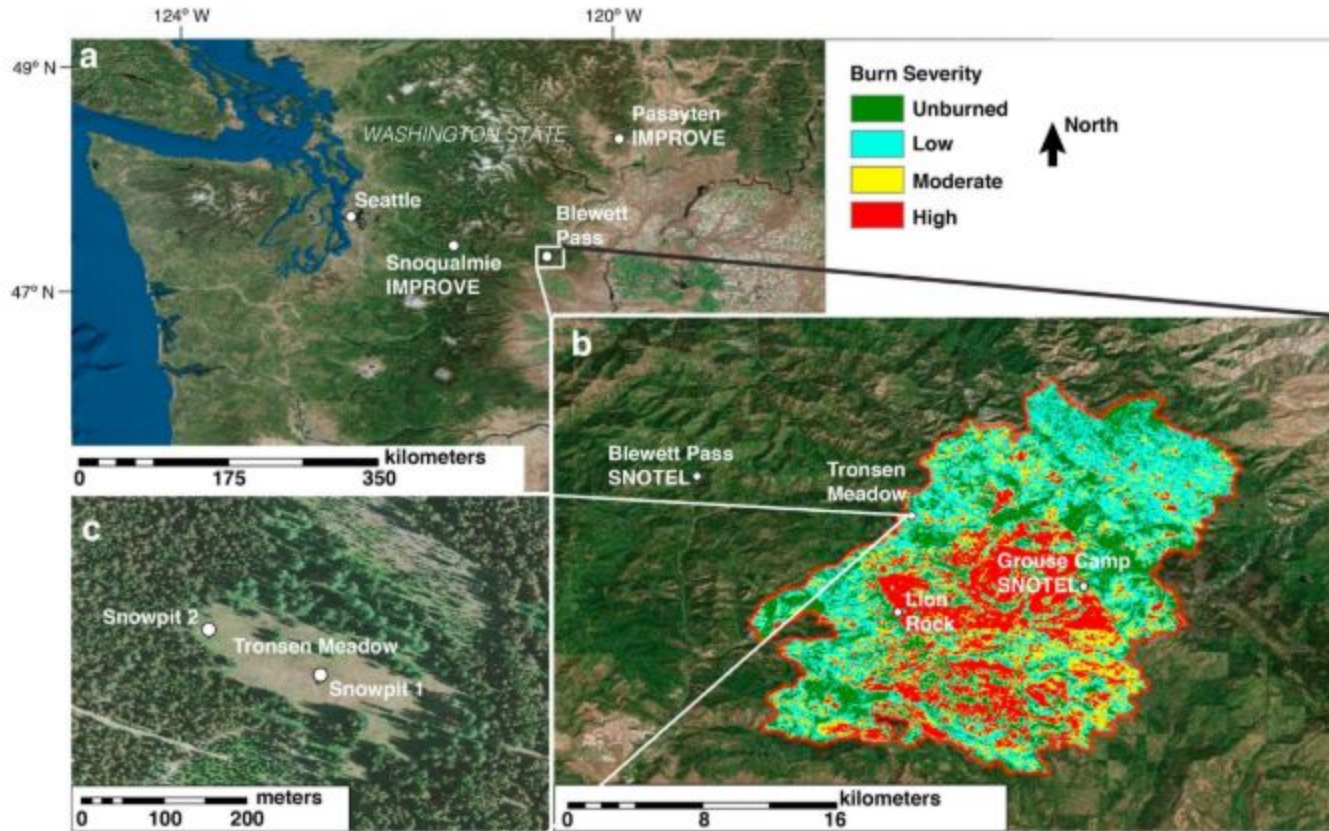 124° W
120° W
49° N
47° N
a
WASHINGTON STATE
Pasayten
IMPROVE
Seattle
Blewett
Pass
Snoqualmie
IMPROVE
kilometers
0 175 350
Burn Severity
Unburned
Low
Moderate
High
North
b
Blewett Pass
SNOTEL
Tronsen
Meadow
Grouse Camp
SNOTEL
Lion
Rock
kilometers
0 8 16
c
Snowpit 2
Tronsen Meadow
Snowpit 1
meters
0 100 200